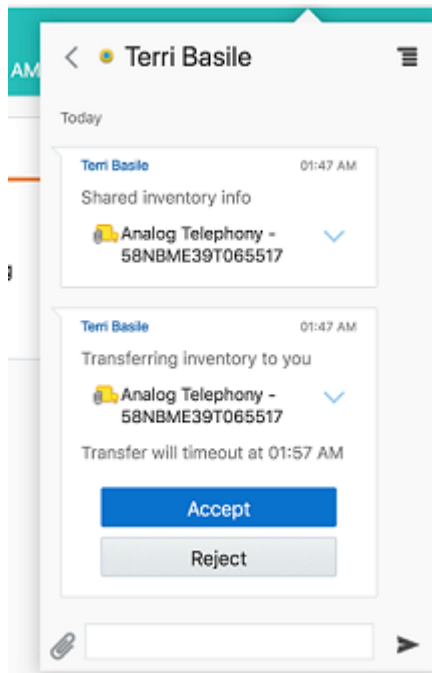 AM
Terri Basile
Today
Terri Basile 01:47 AM
Shared inventory info
Analog Telephony -
58NBME39T065517
Terri Basile 01:47 AM
Transferring inventory to you
Analog Telephony -
58NBME39T065517
Transfer will timeout at 01:57 AM
Accept
Reject